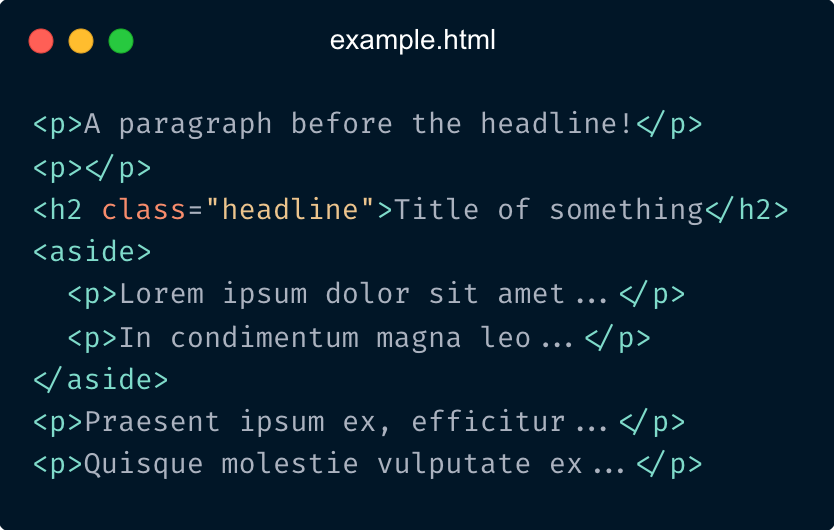 example.html
<p>A paragraph before the headline!</p>
<p></p>
<h2 class="headline">Title of something</h2>
<aside>
  <p>Lorem ipsum dolor sit amet...</p>
  <p>In condimentum magna leo...</p>
</aside>
<p>Praesent ipsum ex, efficitur...</p>
<p>Quisque molestie vulputate ex...</p>